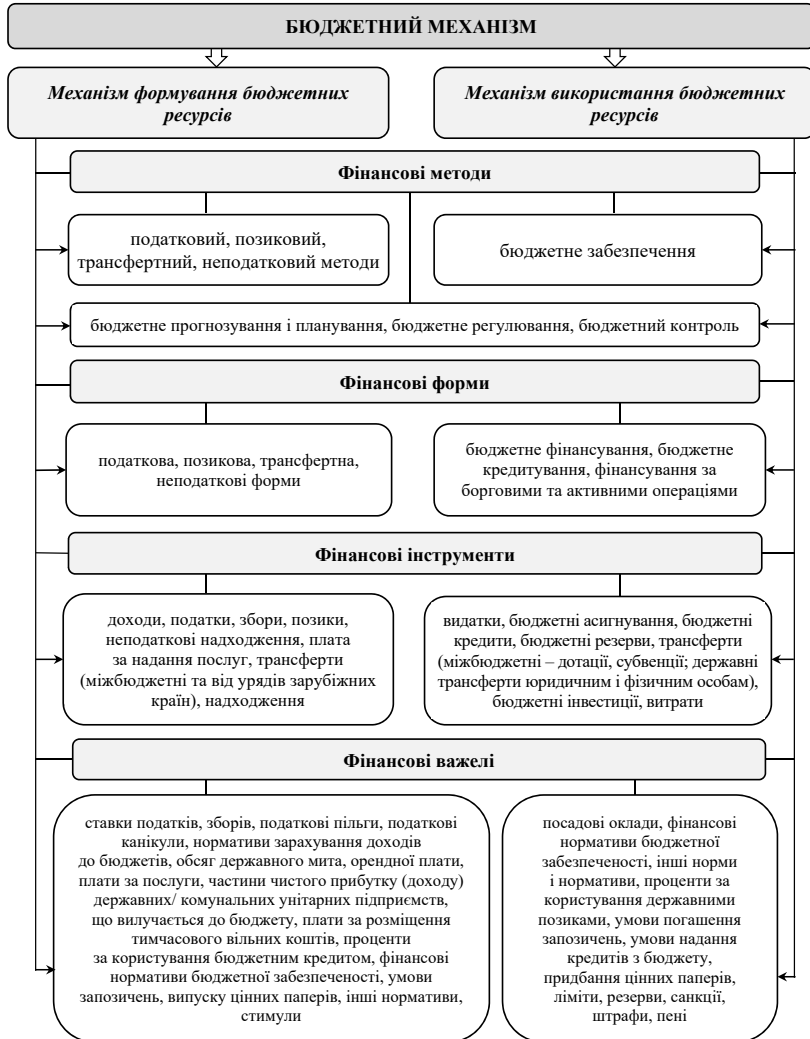 БЮДЖЕТНИЙ МЕХАНІЗМ
Механізм формування бюджетних
ресурсів
Механізм використання бюджетних
ресурсів
Фінансові методи
податковий, позиковий,
трансфертний, неподатковий методи
бюджетне забезпечення
бюджетне прогнозування і планування, бюджетне регулювання, бюджетний контроль
Фінансові форми
податкова, позикова, трансфертна,
неподаткові форми
бюджетне фінансування, бюджетне
кредитування, фінансування за
борговими та активними операціями
Фінансові інструменти
доходи, податки, збори, позики,
неподаткові надходження, плата
за надання послуг, трансферти
(міжбюджетні та від урядів зарубіжних
країн), надходження
видатки, бюджетні асигнування, бюджетні
кредити, бюджетні резерви, трансферти
(міжбюджетні – дотації, субвенції; державні
трансферти юридичним і фізичним особам),
бюджетні інвестиції, витрати
Фінансові важелі
ставки податків, зборів, податкові пільги, податкові
канікули, нормативи зарахування доходів
до бюджетів, обсяг державного мита, орендної плати,
плати за послуги, частини чистого прибутку (доходу)
державних/ комунальних унітарних підприємств,
що вилучається до бюджету, плати за розміщення
тимчасового вільних коштів, проценти
за користування бюджетним кредитом, фінансові
нормативи бюджетної забезпеченості, умови
запозичень, випуску цінних паперів, інші нормативи,
стимули
посадові оклади, фінансові
нормативи бюджетної
забезпеченості, інші норми
і нормативи, проценти за
користування державними
позиками, умови погашення
запозичень, умови надання
кредитів з бюджету,
придбання цінних паперів,
ліміти, резерви, санкції,
штрафи, пені